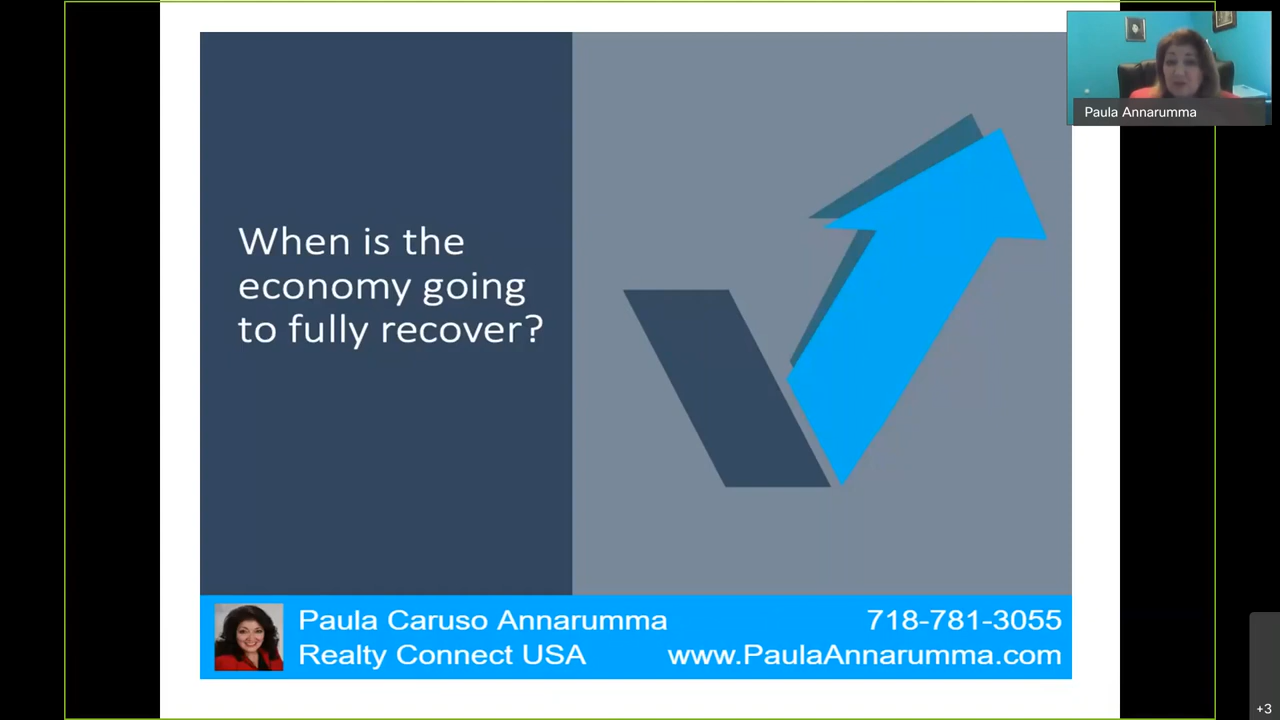 Paula Annarumma
When is the
economy going
to fully recover?
Paula Caruso Annarumma
718-781-3055
Realty Connect USA
www.PaulaAnnarumma.com
+3